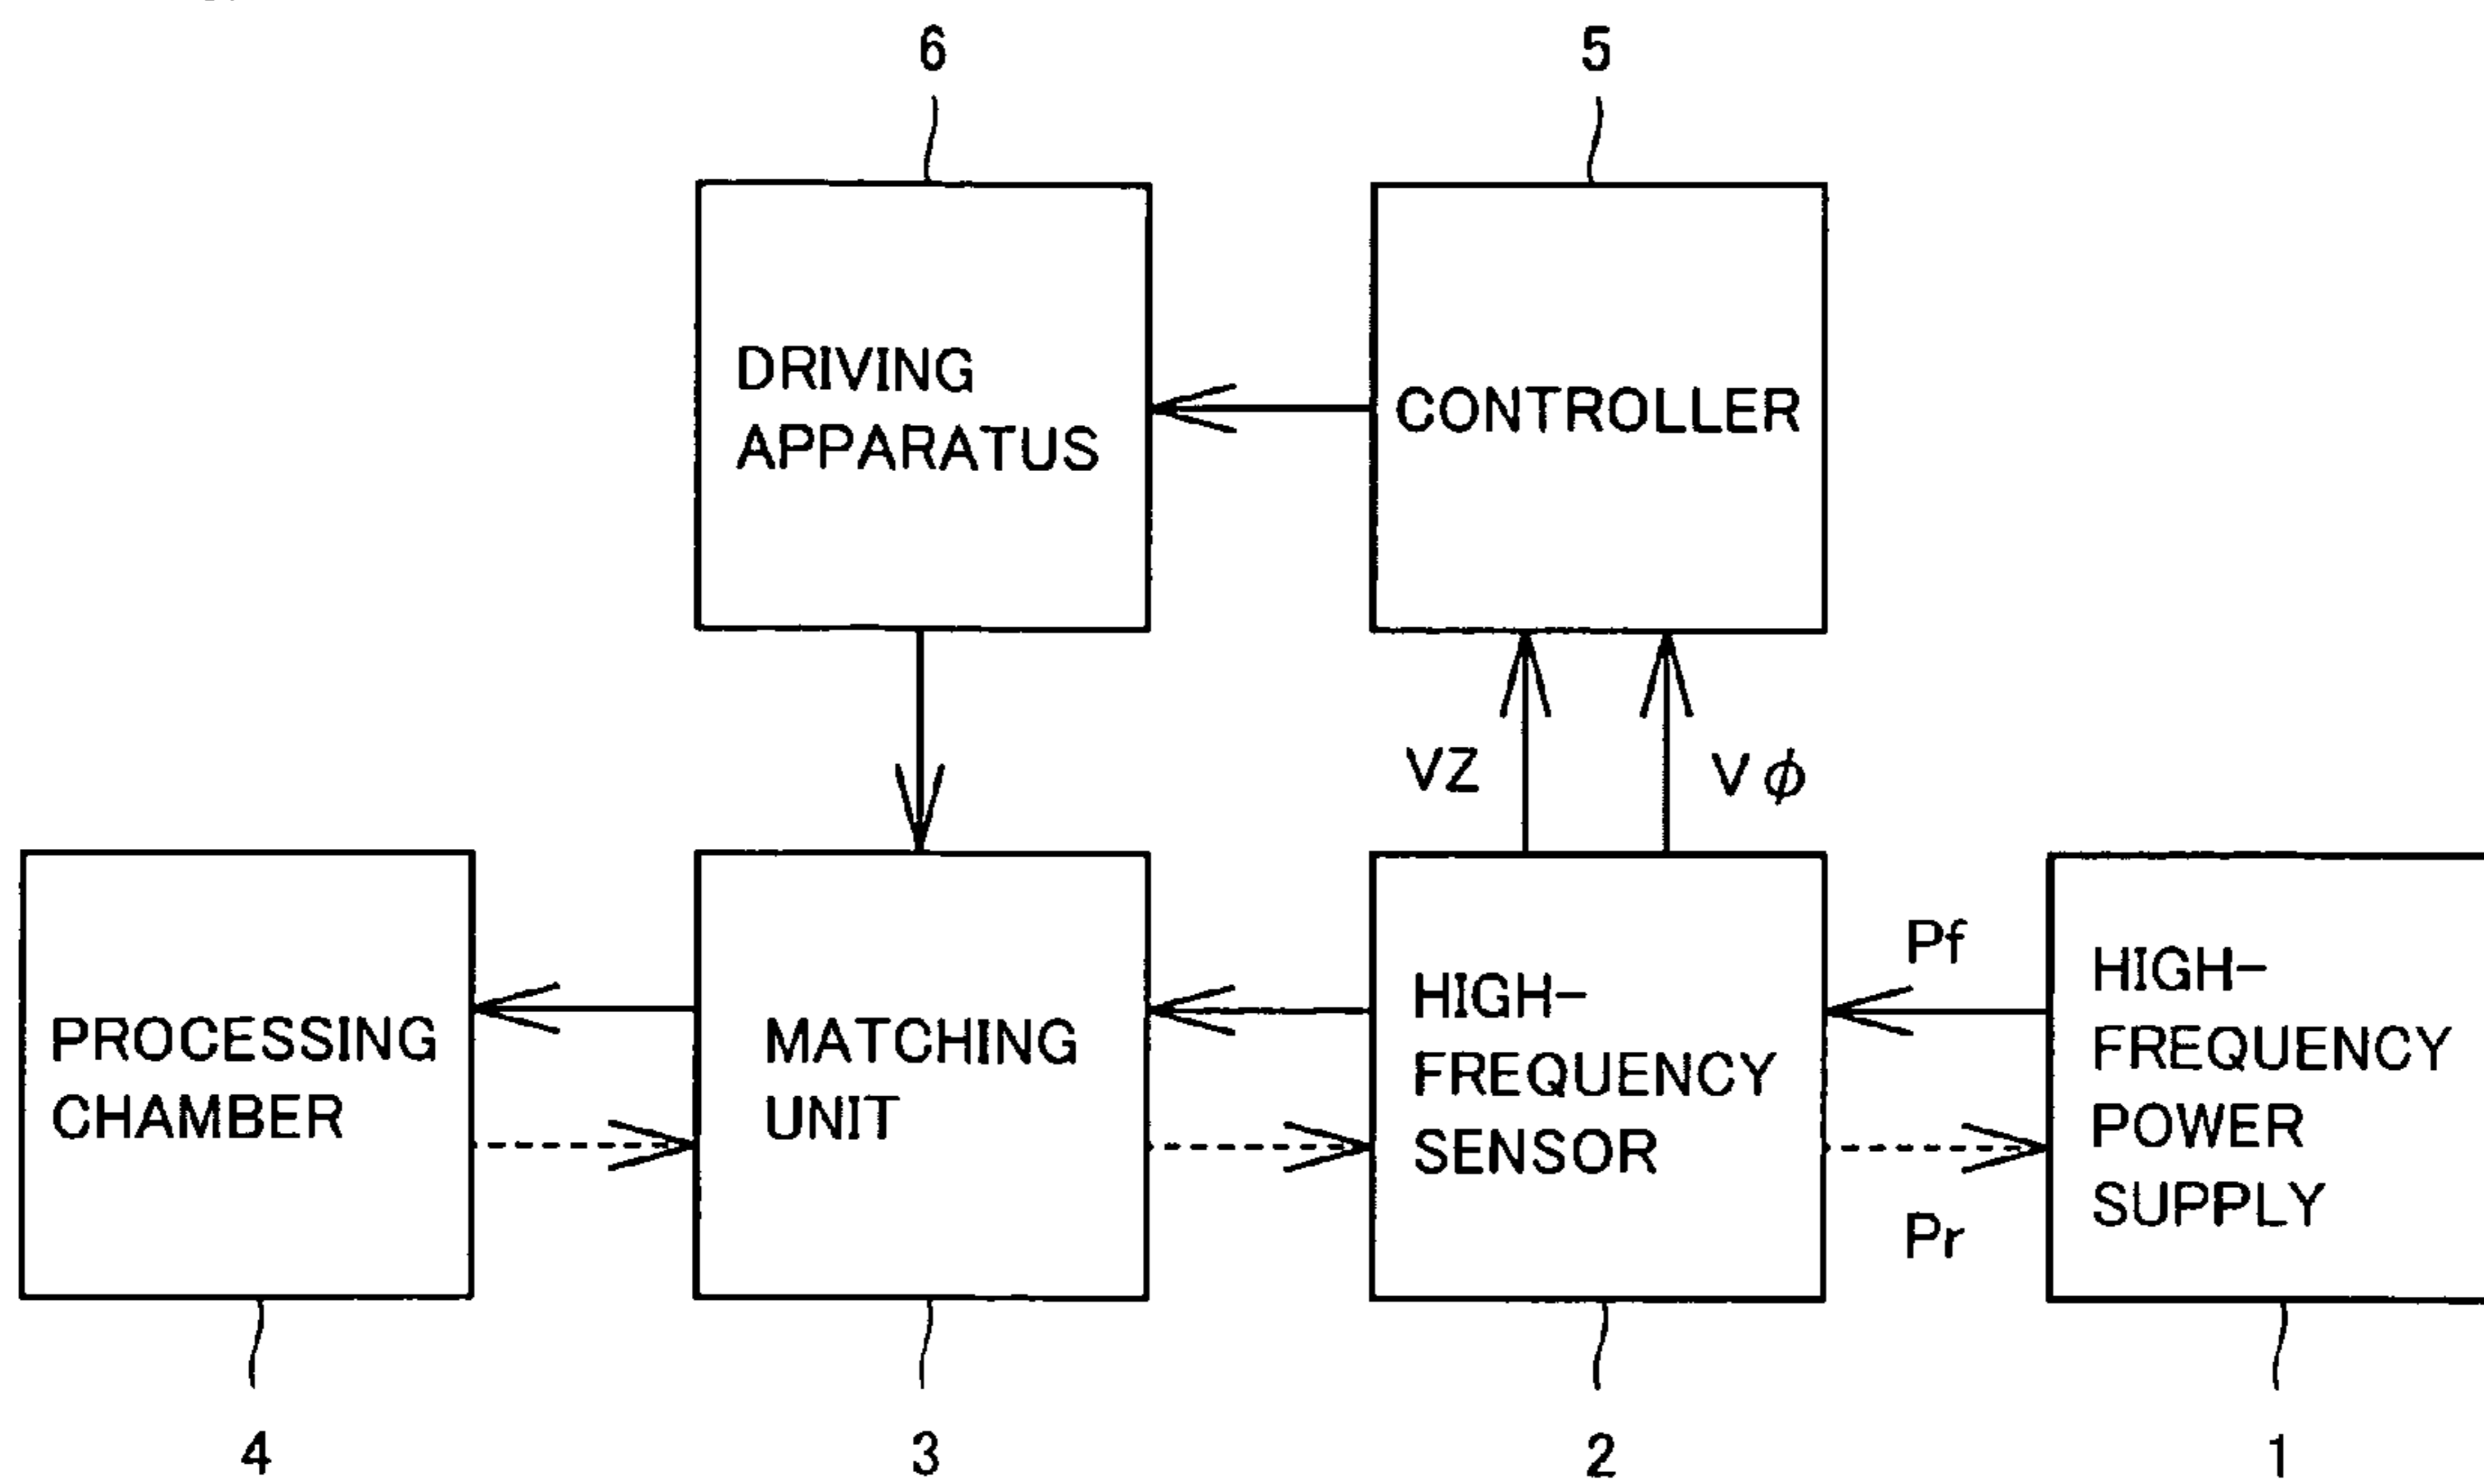 6
5
DRIVING
APPARATUS
CONTROLLER
VZ
Vϕ
PROCESSING
CHAMBER
MATCHING
UNIT
HIGH-
FREQUENCY
SENSOR
Pf
Pr
HIGH-
FREQUENCY
POWER
SUPPLY
4
3
2
1